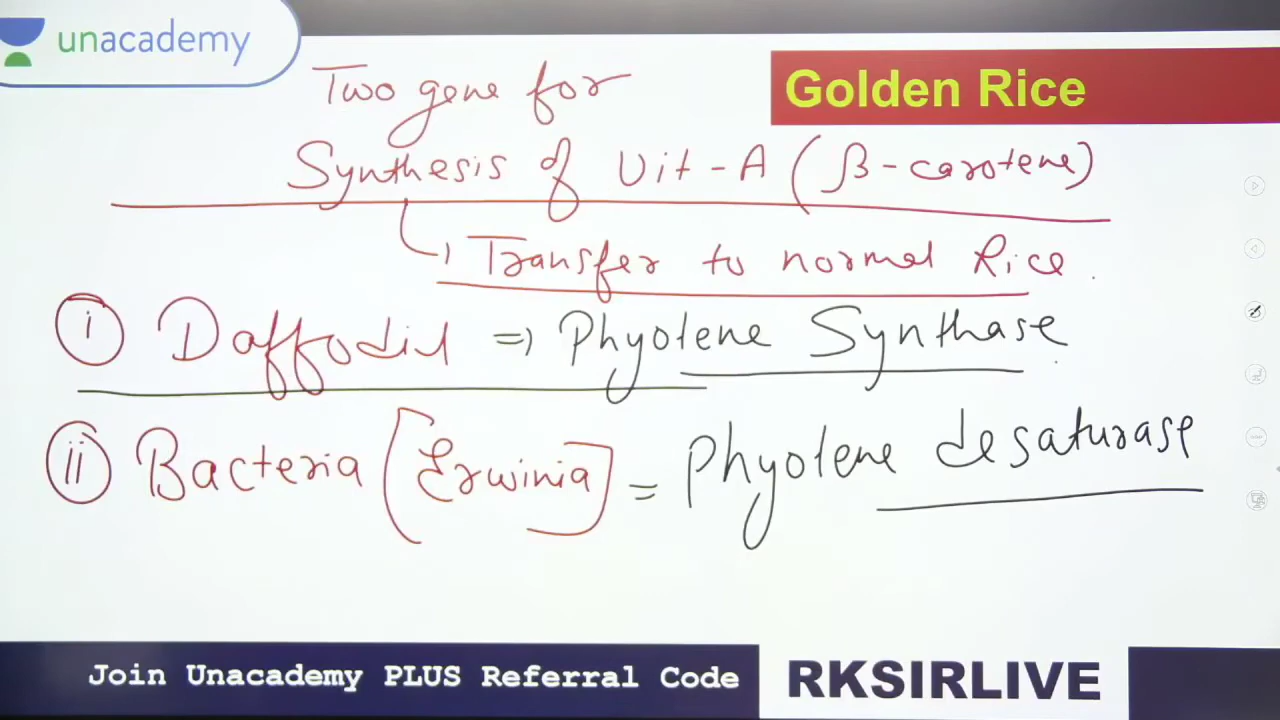 unacademy
Golden Rice
Two gene for
Synthesis of Vit-A (β-carotene)
Transfer to normal Rice.
i Daffodil ⇒ Phyotene Synthase.
ii Bacteria [Erwinia] = Phyotene desaturase
Join Unacademy PLUS Referral Code
RKSIRLIVE